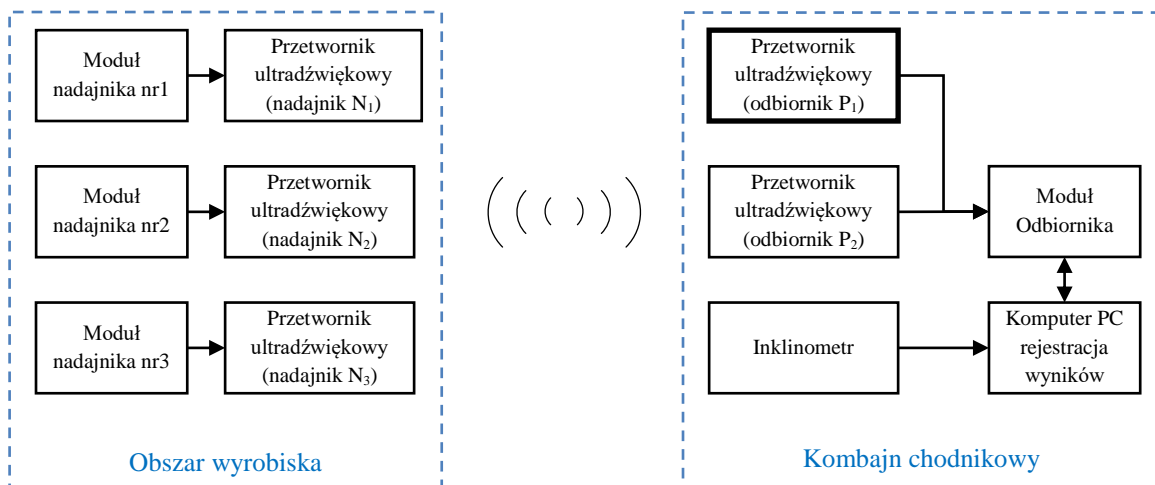 Moduł
nadajnika nr1
Przetwornik
ultradźwiękowy
(nadajnik N₁)
Moduł
nadajnika nr2
Przetwornik
ultradźwiękowy
(nadajnik N₂)
Moduł
nadajnika nr3
Przetwornik
ultradźwiękowy
(nadajnik N₃)
Obszar wyrobiska
Przetwornik
ultradźwiękowy
(odbiornik P₁)
Przetwornik
ultradźwiękowy
(odbiornik P₂)
Moduł
Odbiornika
Inklinometr
Komputer PC
rejestracja
wyników
Kombajn chodnikowy